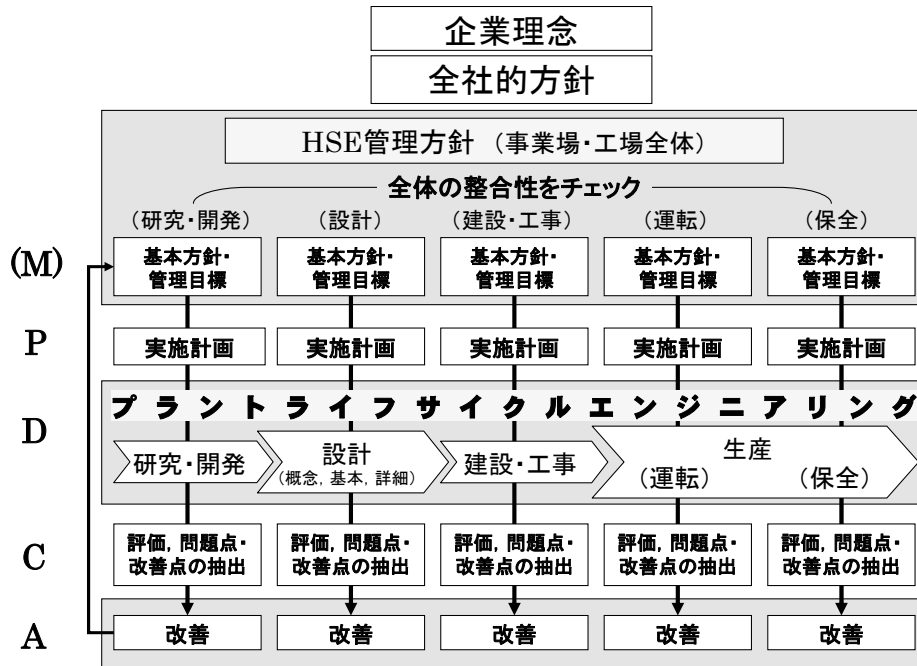 企業理念
全社的方針
HSE管理方針（事業場・工場全体）
全体の整合性をチェック
（研究・開発） （設計） （建設・工事） （運転） （保全）
(M)
基本方針・
管理目標
基本方針・
管理目標
基本方針・
管理目標
基本方針・
管理目標
基本方針・
管理目標
P
実施計画 実施計画 実施計画 実施計画 実施計画
D
プラントライフサイクルエンジニアリング
研究・開発
設計
（概念, 基本, 詳細）
建設・工事
生産
（運転） （保全）
C
評価, 問題点・
改善点の抽出
評価, 問題点・
改善点の抽出
評価, 問題点・
改善点の抽出
評価, 問題点・
改善点の抽出
評価, 問題点・
改善点の抽出
A
改善 改善 改善 改善 改善